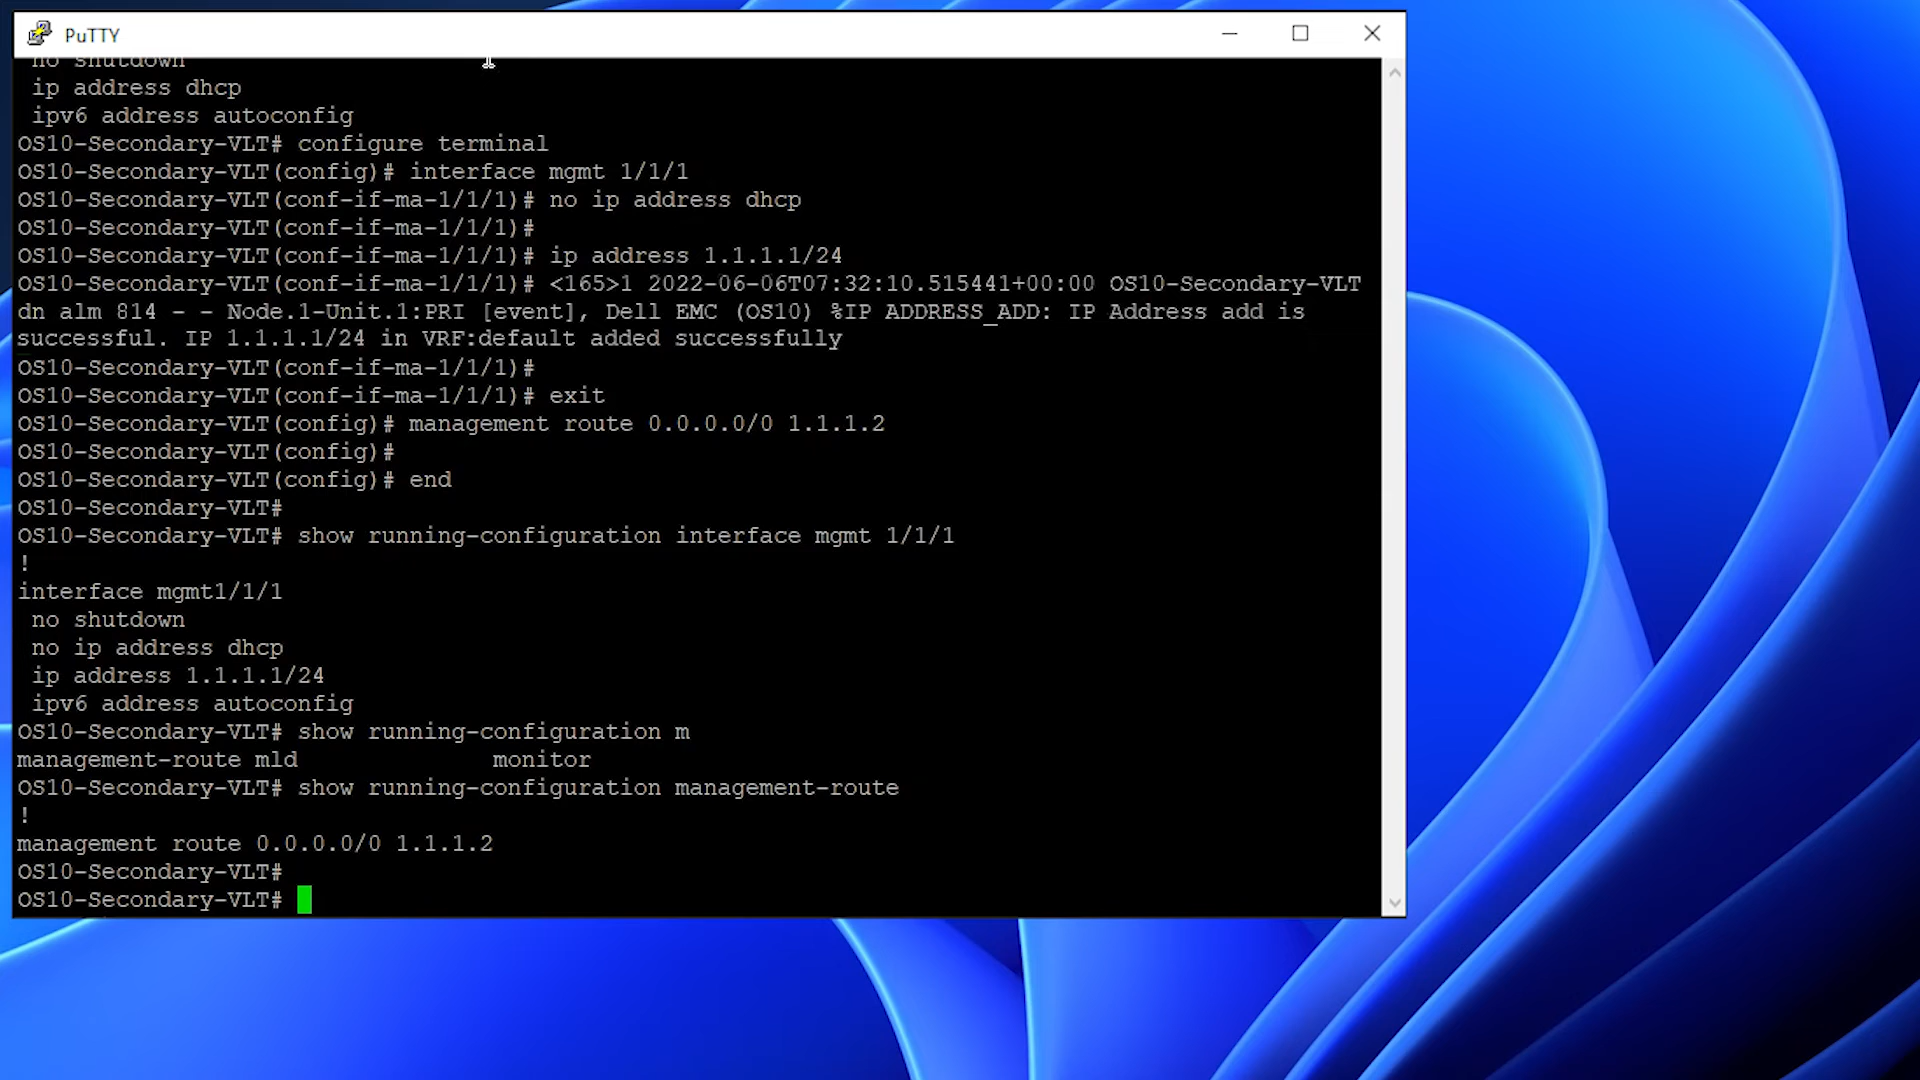 PuTTY
no shutdown
ip address dhcp
ipv6 address autoconfig
OS10-Secondary-VLT# configure terminal
OS10-Secondary-VLT(config)# interface mgmt 1/1/1
OS10-Secondary-VLT(conf-if-ma-1/1/1)# no ip address dhcp
OS10-Secondary-VLT(conf-if-ma-1/1/1)#
OS10-Secondary-VLT(conf-if-ma-1/1/1)# ip address 1.1.1.1/24
OS10-Secondary-VLT(conf-if-ma-1/1/1)# <165>1 2022-06-06T07:32:10.515441+00:00 OS10-Secondary-VLT
dn alm 814 - - Node.1-Unit.1:PRI [event], Dell EMC (OS10) %IP ADDRESS_ADD: IP Address add is
successful. IP 1.1.1.1/24 in VRF:default added successfully
OS10-Secondary-VLT(conf-if-ma-1/1/1)#
OS10-Secondary-VLT(conf-if-ma-1/1/1)# exit
OS10-Secondary-VLT(config)# management route 0.0.0.0/0 1.1.1.2
OS10-Secondary-VLT(config)#
OS10-Secondary-VLT(config)# end
OS10-Secondary-VLT#
OS10-Secondary-VLT# show running-configuration interface mgmt 1/1/1
!
interface mgmt1/1/1
no shutdown
no ip address dhcp
ip address 1.1.1.1/24
ipv6 address autoconfig
OS10-Secondary-VLT# show running-configuration m
management-route mld monitor
OS10-Secondary-VLT# show running-configuration management-route
!
management route 0.0.0.0/0 1.1.1.2
OS10-Secondary-VLT#
OS10-Secondary-VLT#